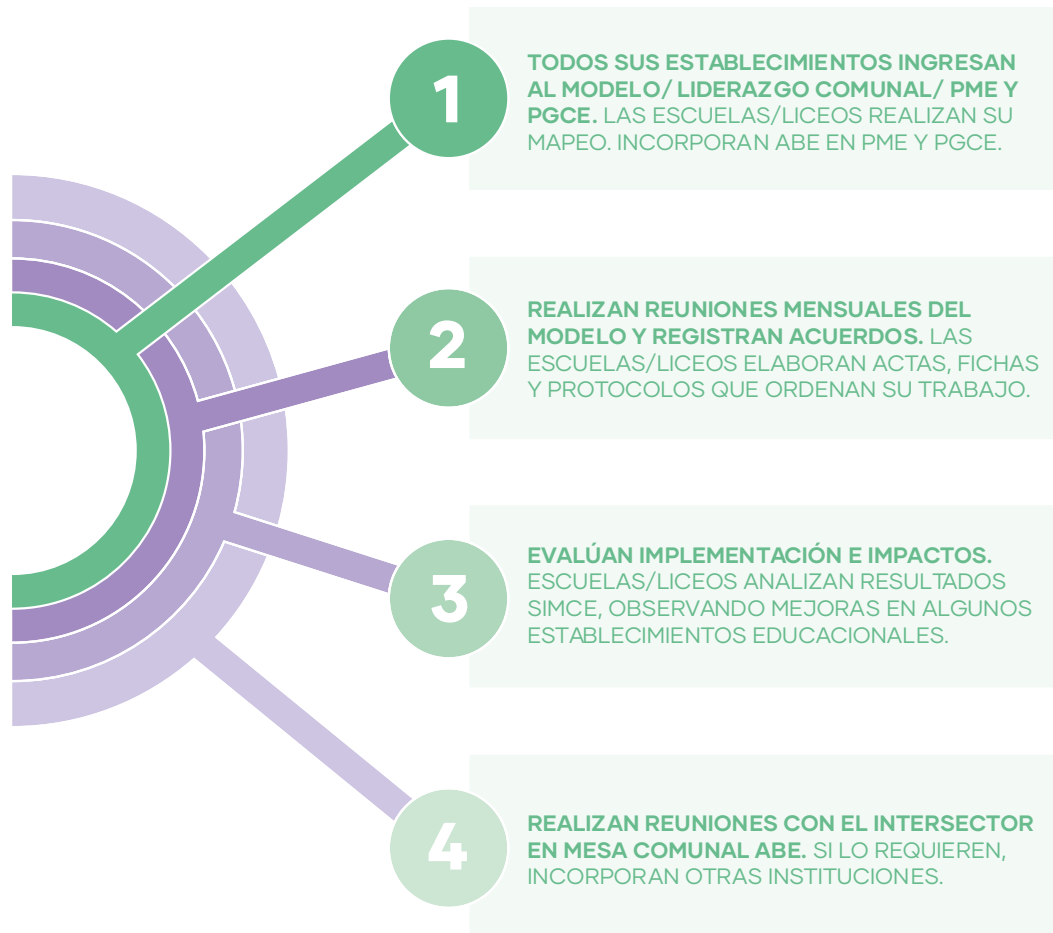 1
TODOS SUS ESTABLECIMIENTOS INGRESAN
AL MODELO/ LIDERAZGO COMUNAL/ PME Y
PGCE. LAS ESCUELAS/LICEOS REALIZAN SU
MAPEO. INCORPORAN ABE EN PME Y PGCE.
2
REALIZAN REUNIONES MENSUALES DEL
MODELO Y REGISTRAN ACUERDOS. LAS
ESCUELAS/LICEOS ELABORAN ACTAS, FICHAS
Y PROTOCOLOS QUE ORDENAN SU TRABAJO.
3
EVALÚAN IMPLEMENTACIÓN E IMPACTOS.
ESCUELAS/LICEOS ANALIZAN RESULTADOS
SIMCE, OBSERVANDO MEJORAS EN ALGUNOS
ESTABLECIMIENTOS EDUCACIONALES.
4
REALIZAN REUNIONES CON EL INTERSECTOR
EN MESA COMUNAL ABE. SI LO REQUIEREN,
INCORPORAN OTRAS INSTITUCIONES.